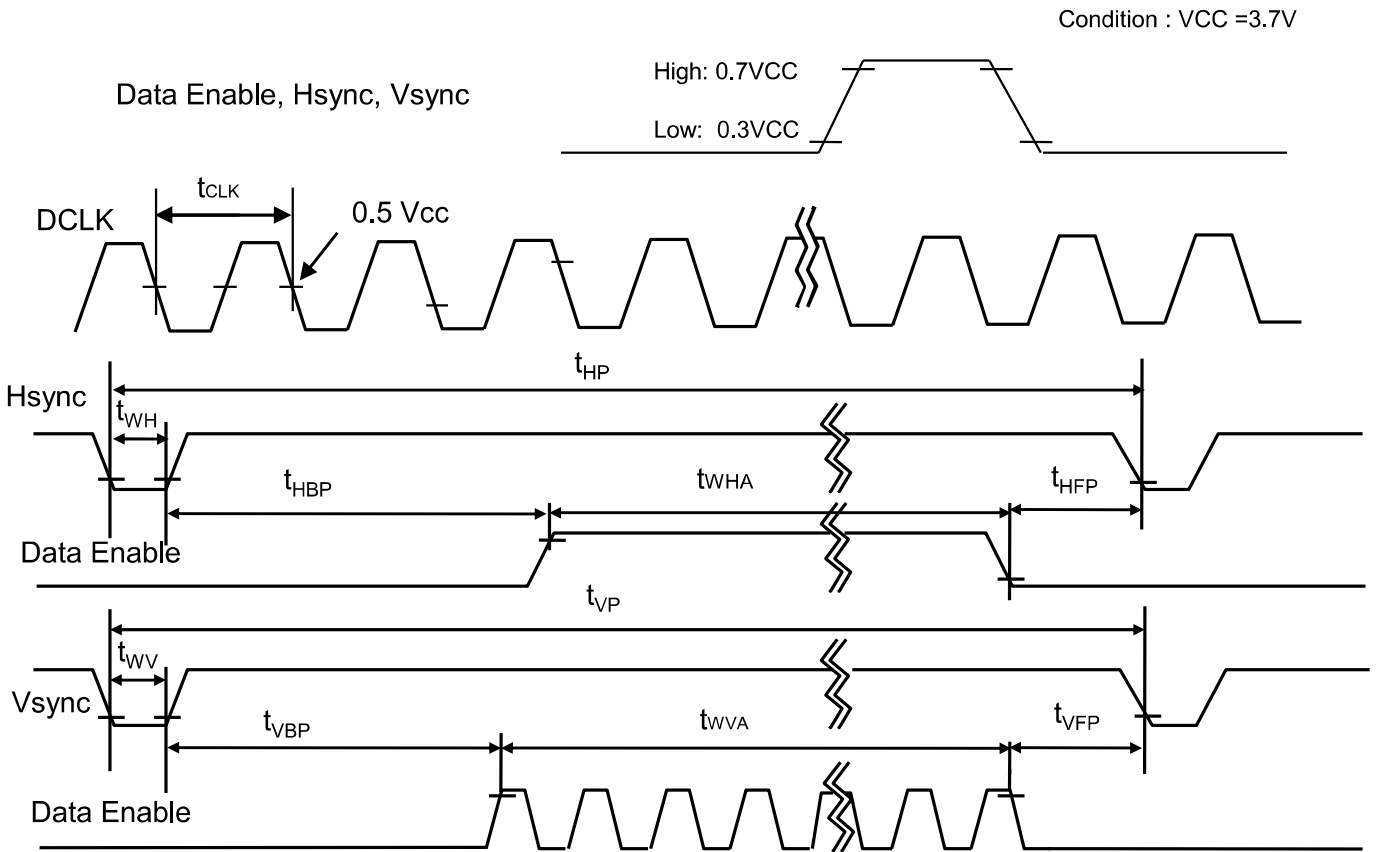 Condition : VCC =3.7V
High: 0.7VCC
Data Enable, Hsync, Vsync
Low: 0.3VCC
tCLK
DCLK
0.5 Vcc
tHP
Hsync
tWH
tHBP
tWHA
tHFP
Data Enable
tVP
tWV
Vsync
tVBP
tWVA
tVFP
Data Enable